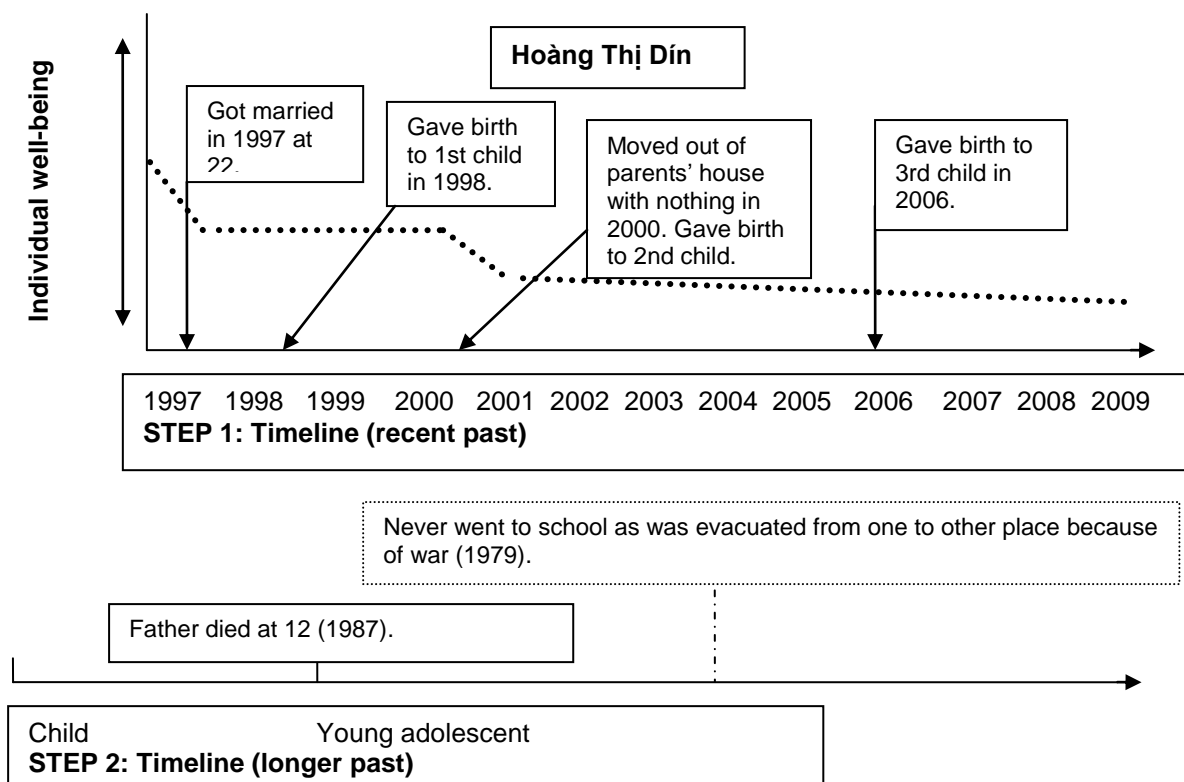 Individual well-being
Hoàng Thị Dín
Got married
in 1997 at
22.
Gave birth
to 1st child
in 1998.
Moved out of
parents' house
with nothing in
2000. Gave birth
to 2nd child.
Gave birth to
3rd child in
2006.
1997 1998 1999 2000 2001 2002 2003 2004 2005 2006 2007 2008 2009
STEP 1: Timeline (recent past)
Never went to school as was evacuated from one to other place because
of war (1979).
Father died at 12 (1987).
Child Young adolescent
STEP 2: Timeline (longer past)